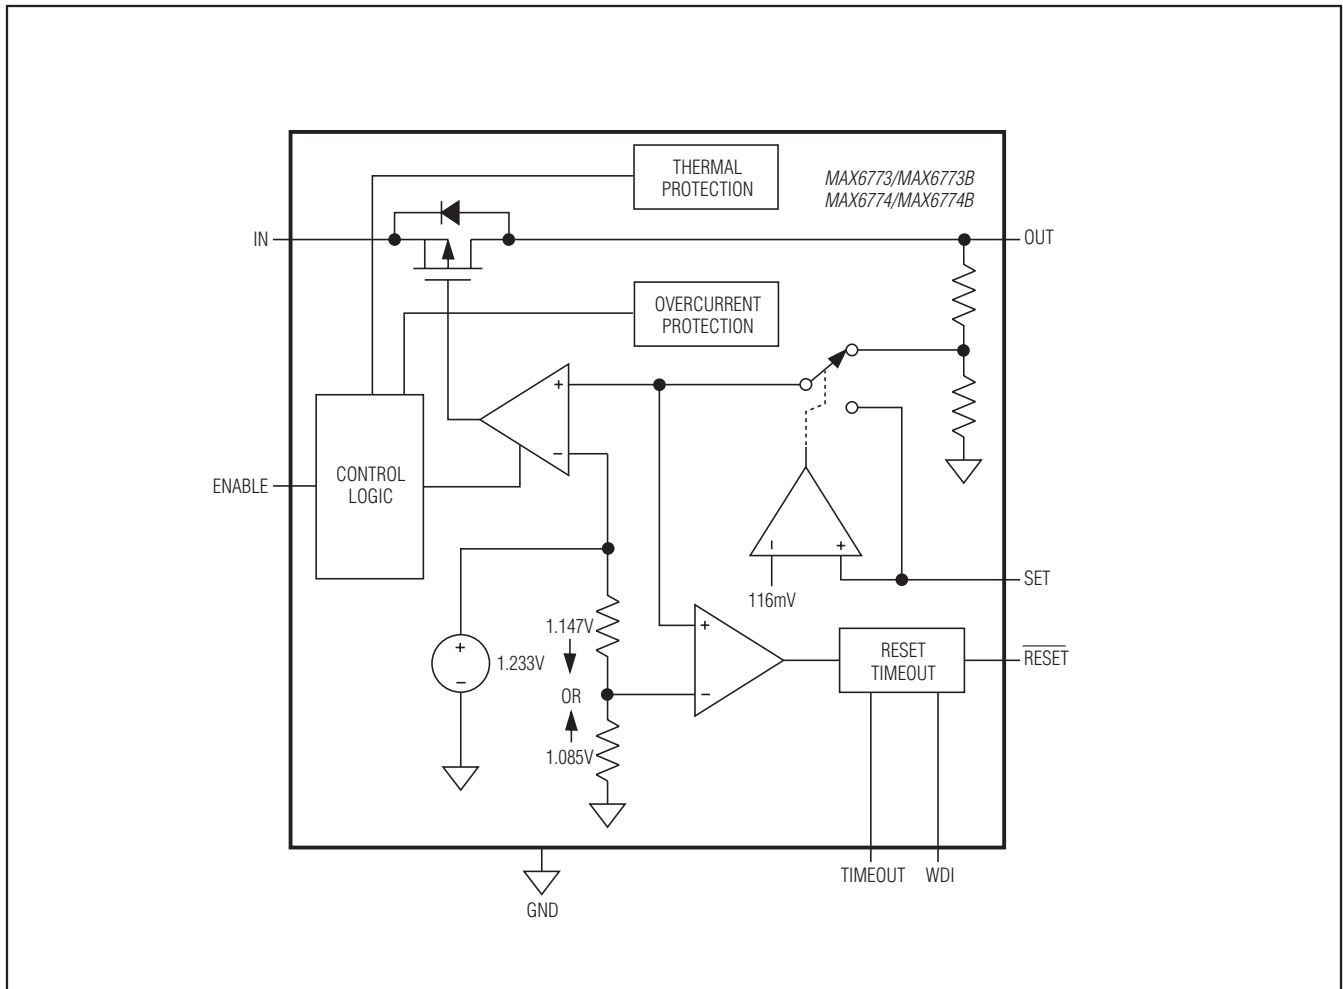 THERMAL
PROTECTION
MAX6773/MAX6773B
MAX6774/MAX6774B
IN
OUT
OVERCURRENT
PROTECTION
+
−
CONTROL
LOGIC
ENABLE
−
+
116mV
SET
1.147V
+
−
1.233V
OR
1.085V
+
−
RESET
TIMEOUT
RESET
TIMEOUT
WDI
GND